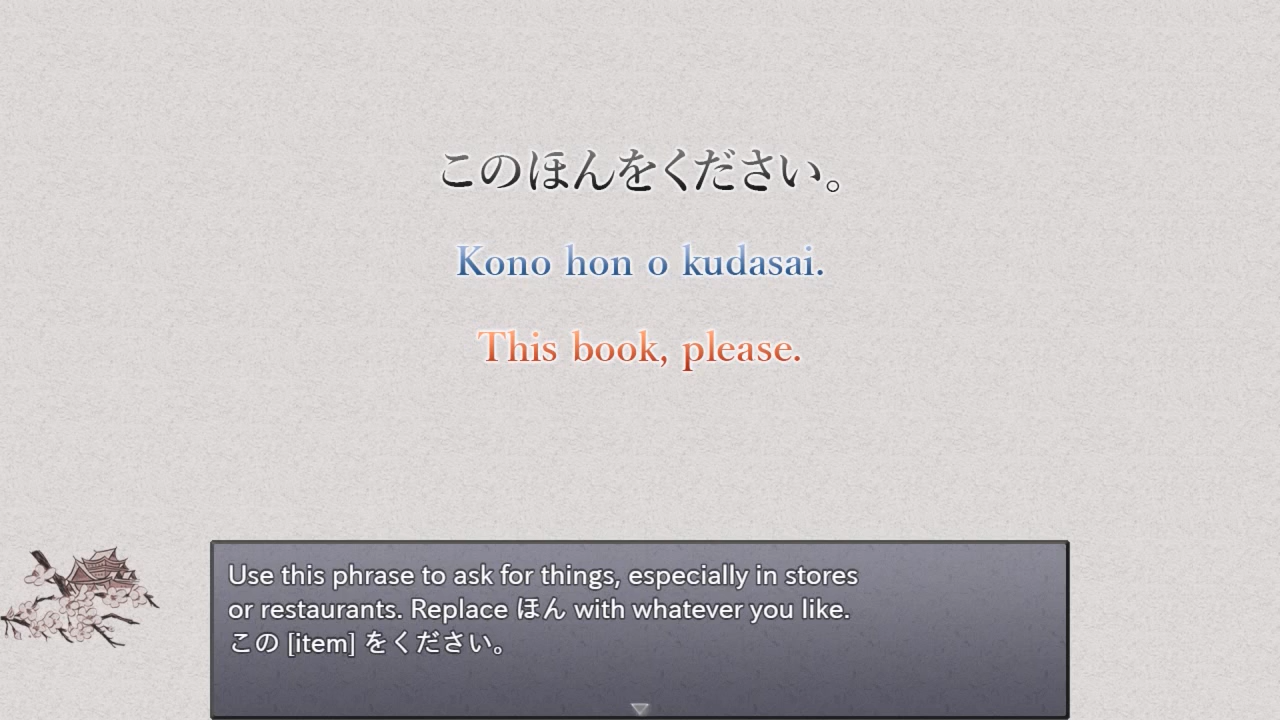 このほんをください。
Kono hon o kudasai.
This book, please.
Use this phrase to ask for things, especially in stores
or restaurants. Replace ほん with whatever you like.
この [item] をください。